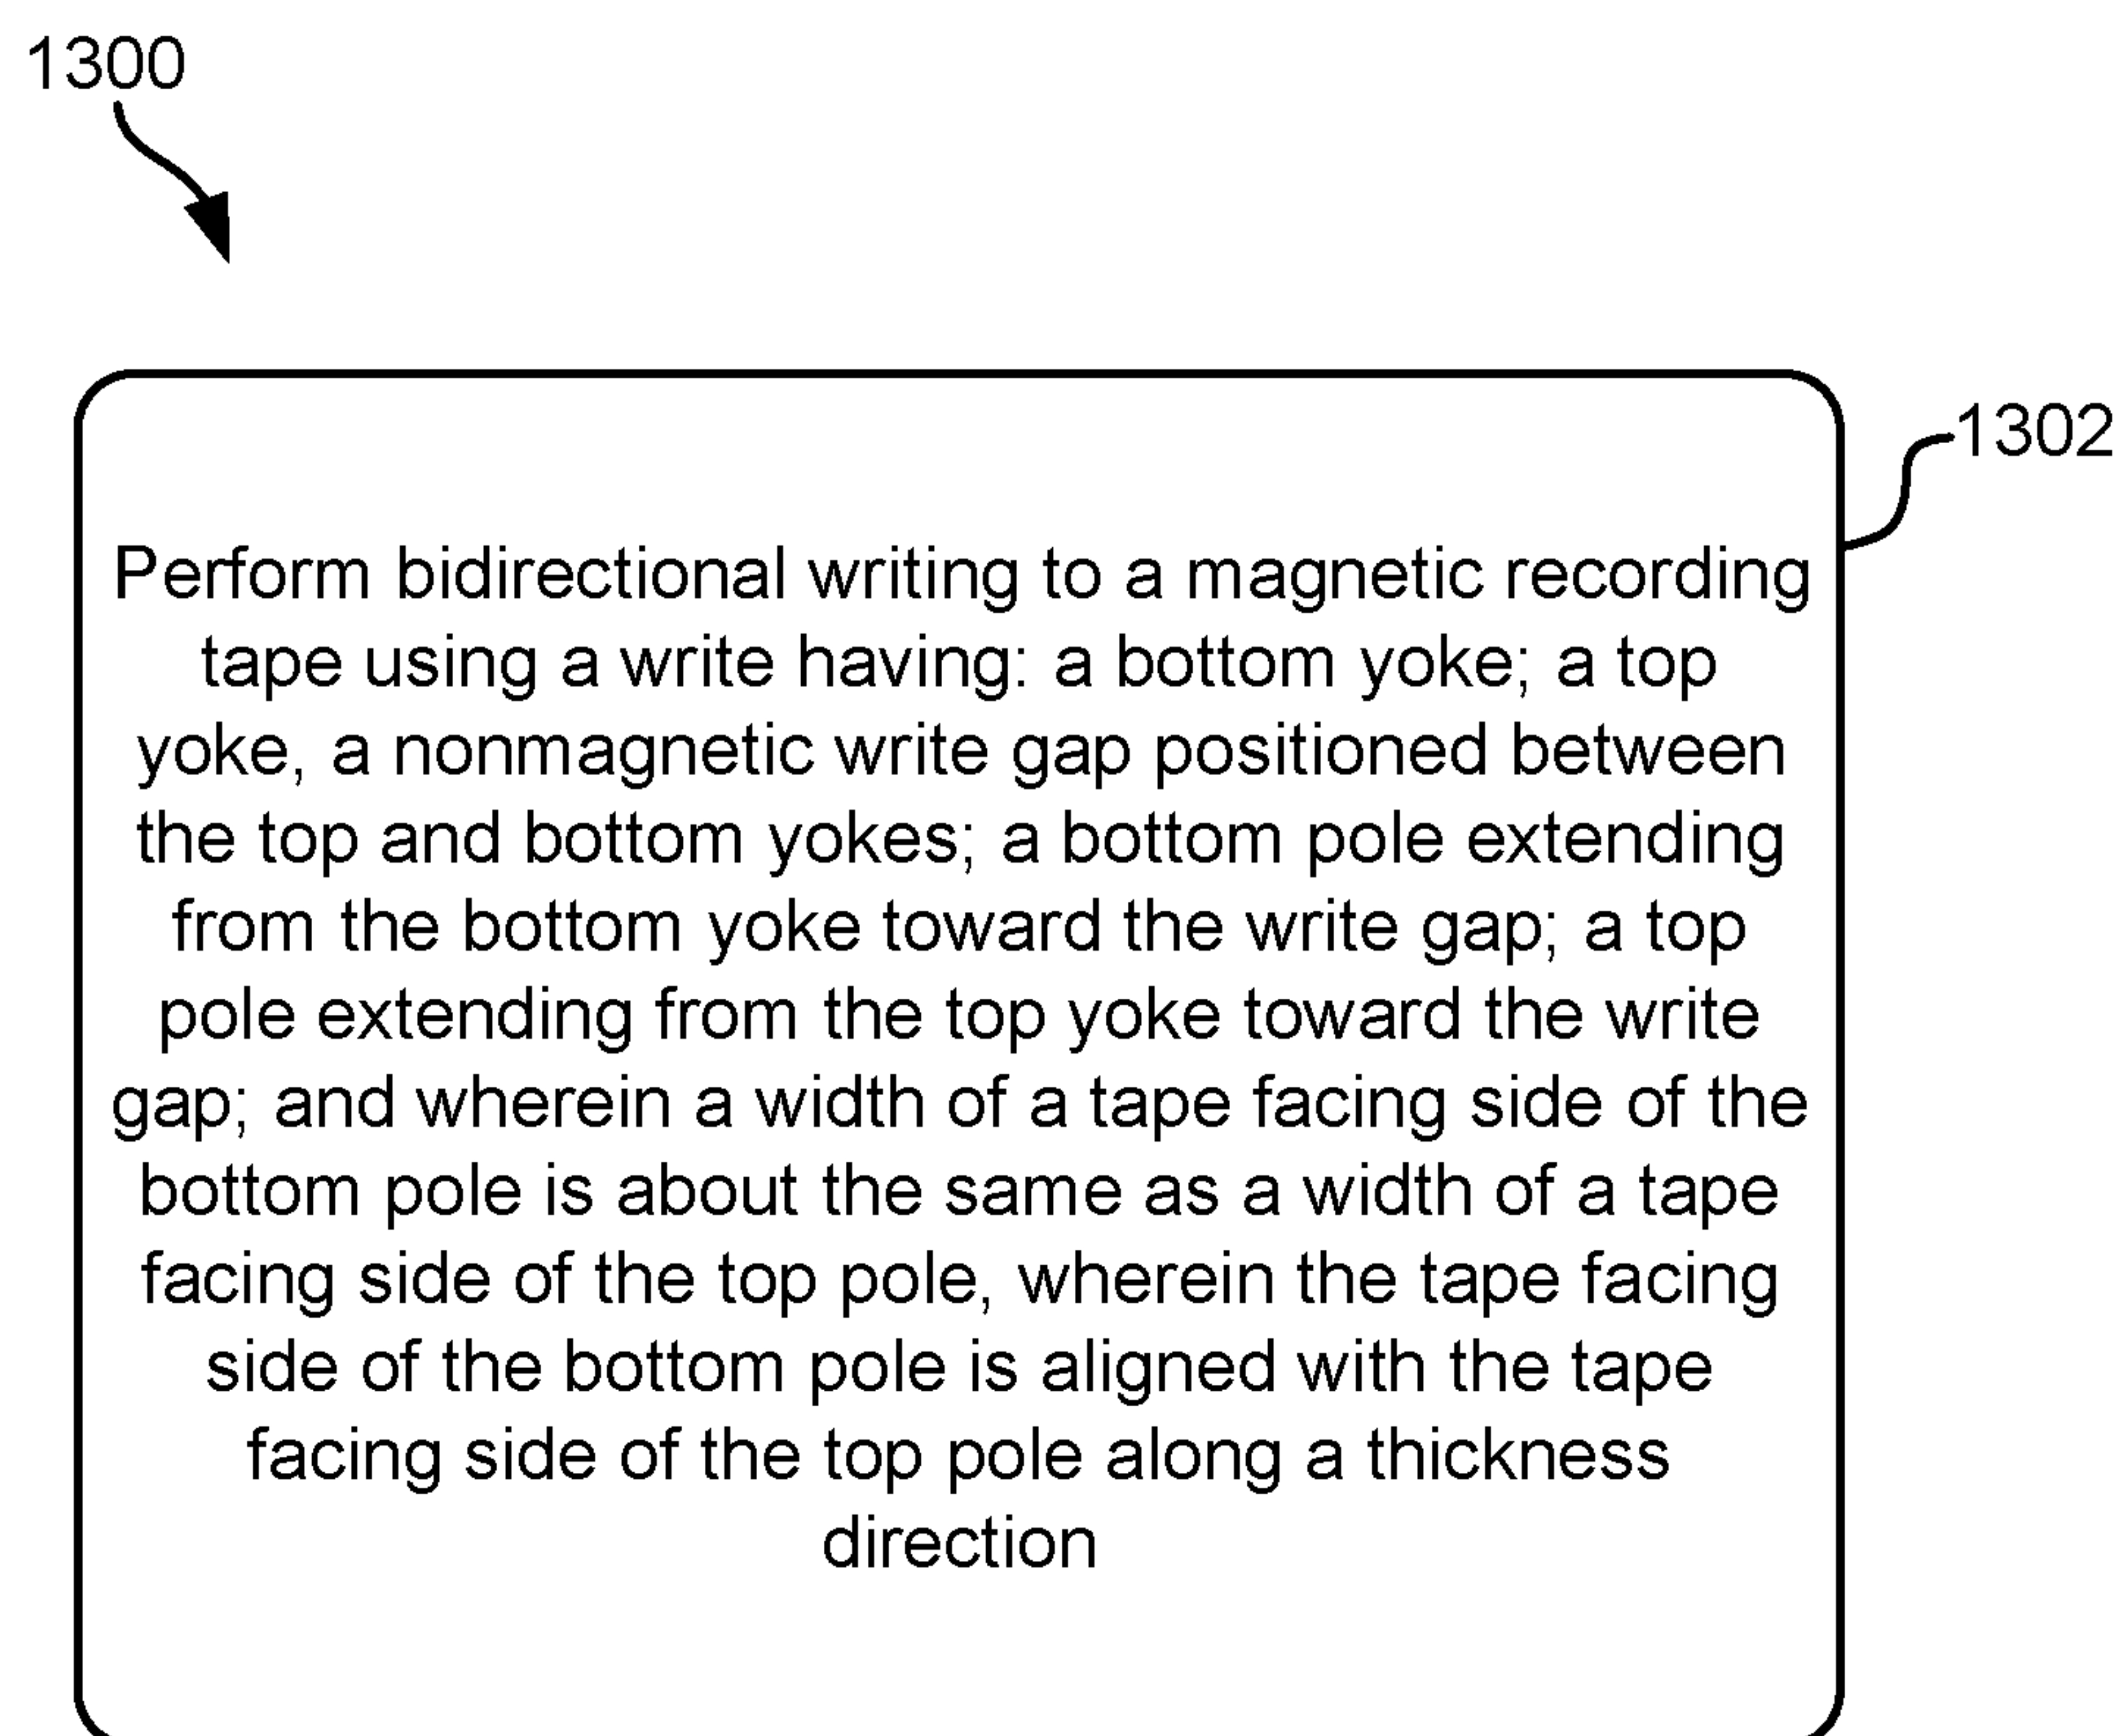 1300
1302
Perform bidirectional writing to a magnetic recording
tape using a write having: a bottom yoke; a top
yoke, a nonmagnetic write gap positioned between
the top and bottom yokes; a bottom pole extending
from the bottom yoke toward the write gap; a top
pole extending from the top yoke toward the write
gap; and wherein a width of a tape facing side of the
bottom pole is about the same as a width of a tape
facing side of the top pole, wherein the tape facing
side of the bottom pole is aligned with the tape
facing side of the top pole along a thickness
direction